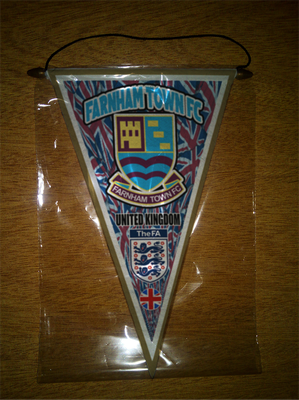 FARNHAM TOWN FC
FARNHAM TOWN FC
UNITED KINGDOM
The FA